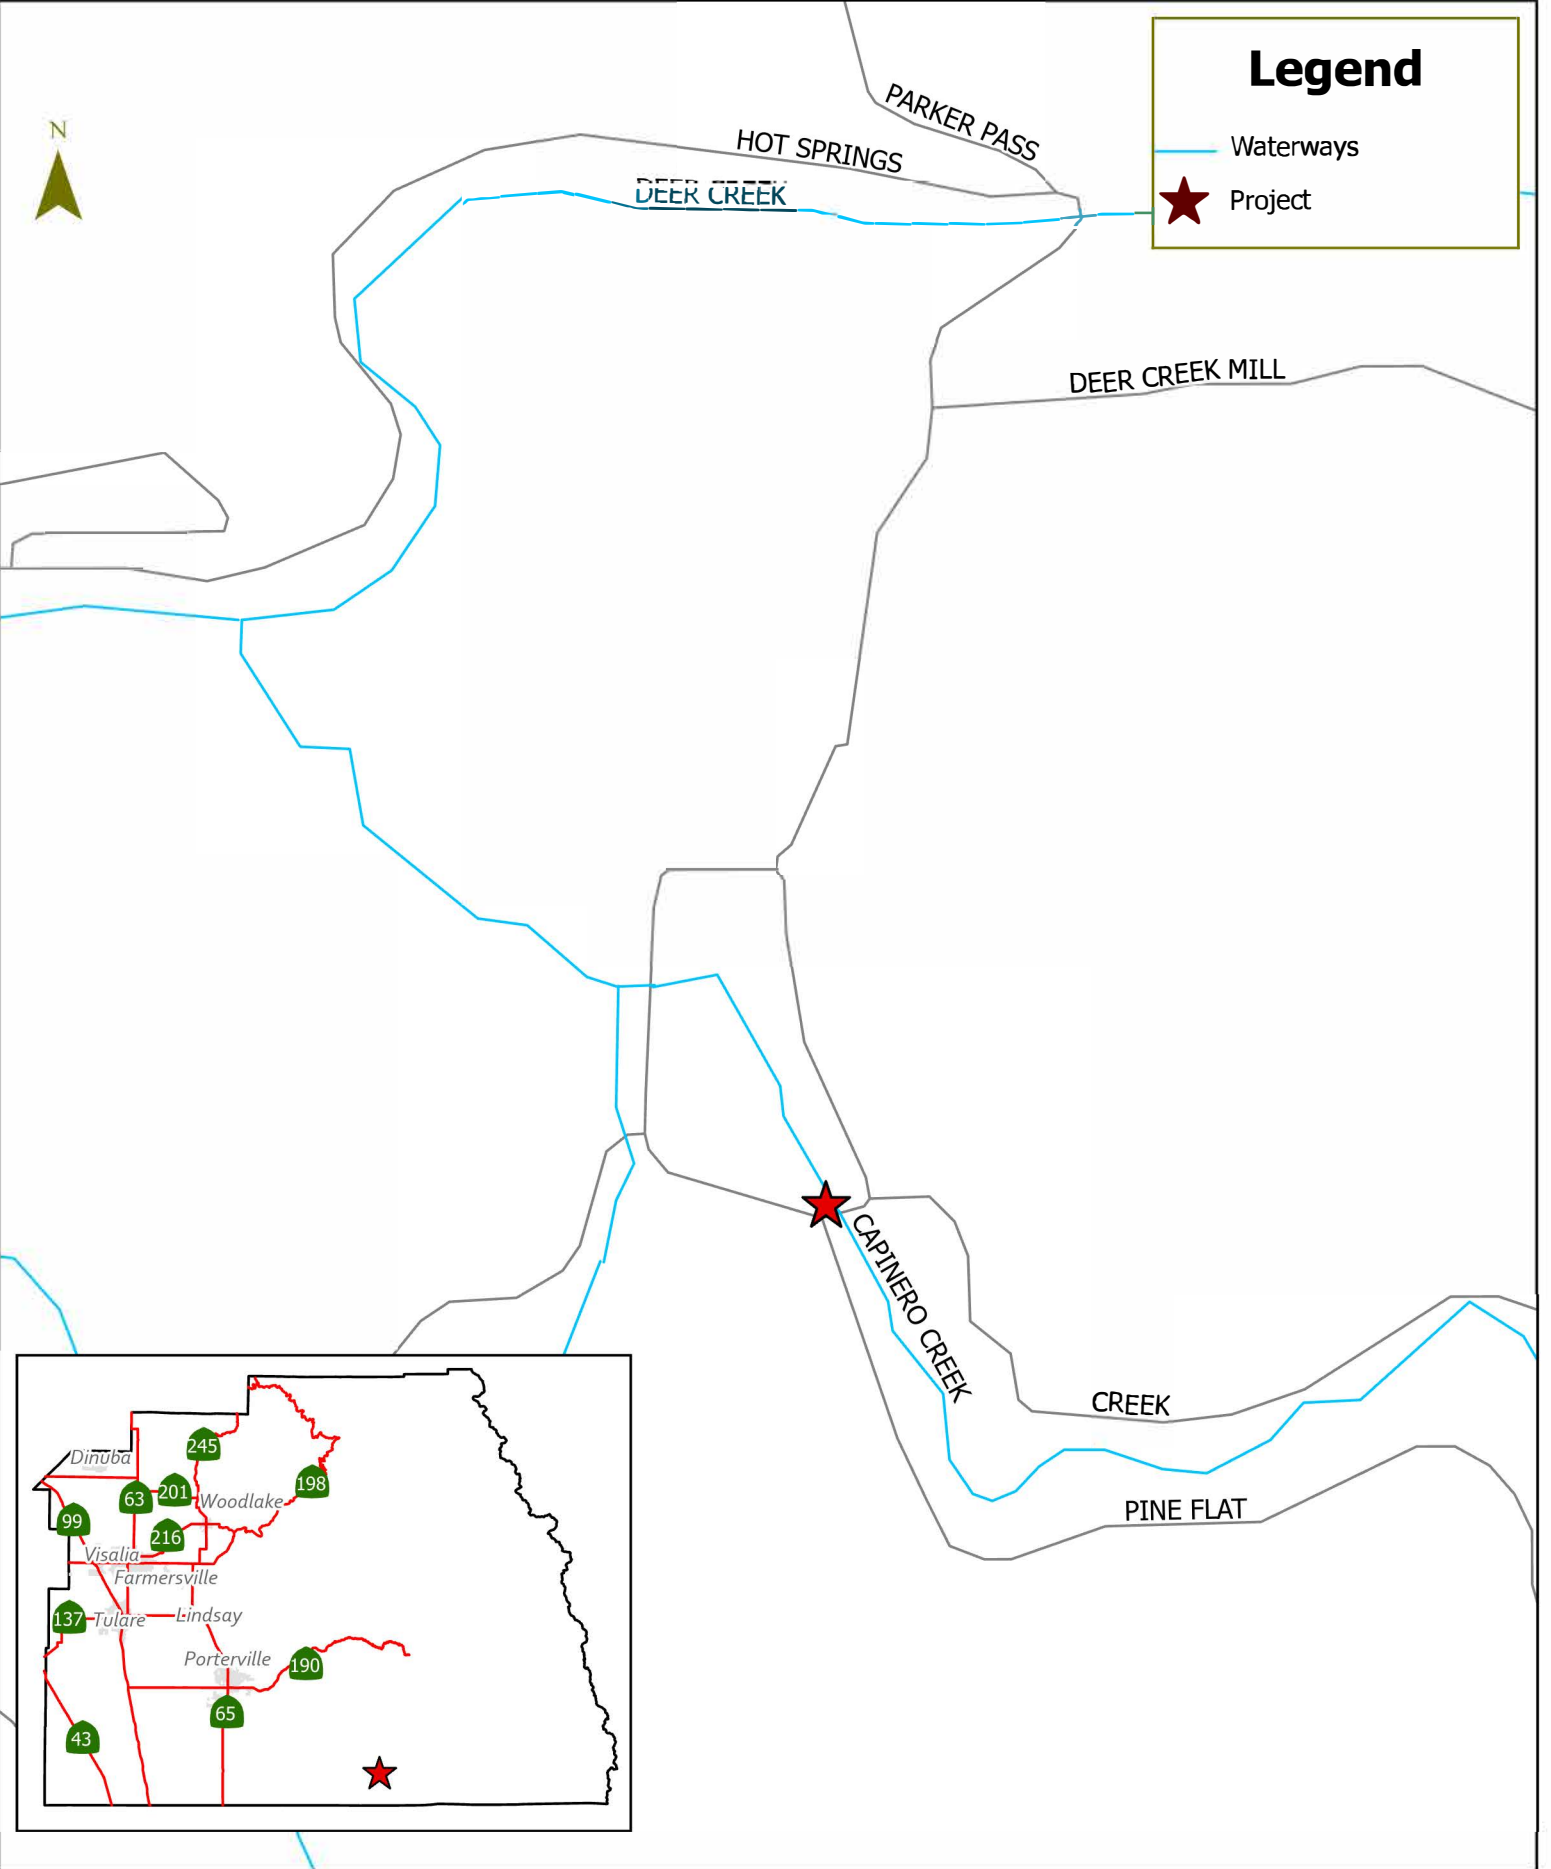 Legend
N
PARKER PASS
HOT SPRINGS
Waterways
DEER CREEK
Project
DEER CREEK MILL
CAPINERO CREEK
CREEK
PINE FLAT
245
Dinuba
198
201
63
Woodlake
99
216
Visalia
Farmersville
137
Tulare
Lindsay
Porterville
190
65
43